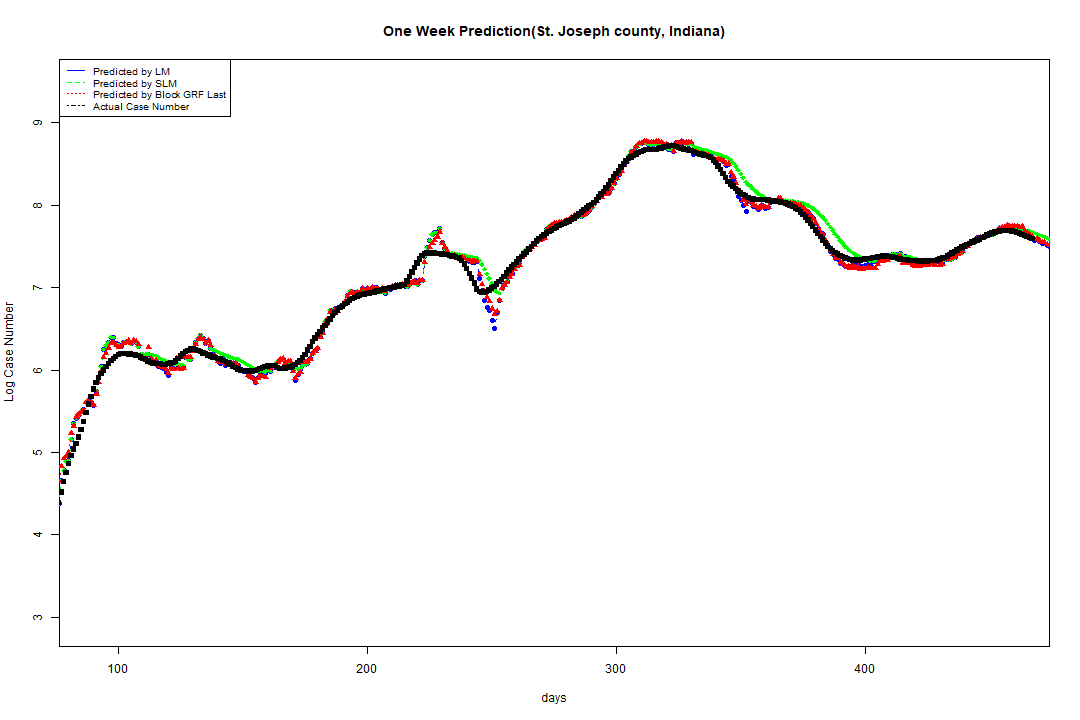 One Week Prediction(St. Joseph county, Indiana)
Predicted by LM
Predicted by SLM
Predicted by Block GRF Last
Actual Case Number
9
8
7
6
5
4
3
Log Case Number
100 200 300 400
days